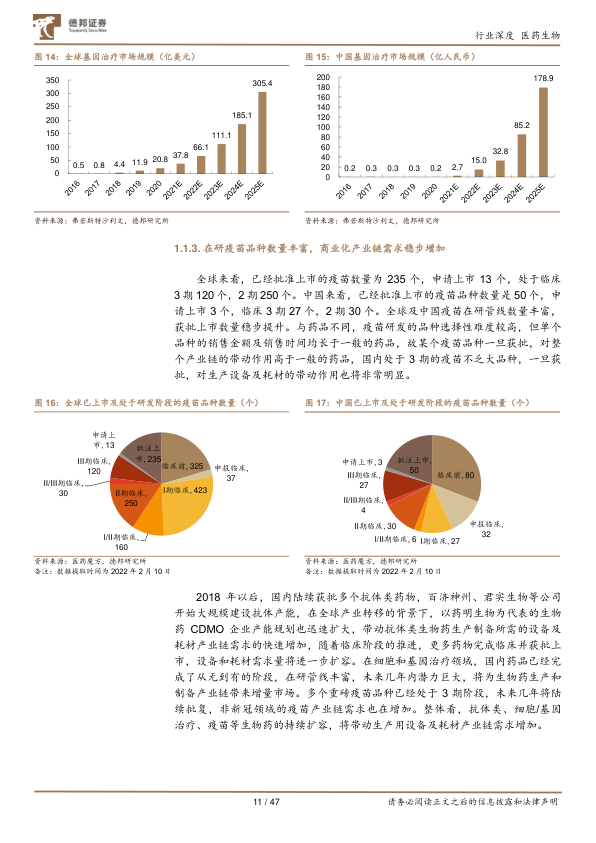 德邦证券
Topsperity Securities
行业深度 医药生物
图 14：全球基因治疗市场规模（亿美元）
350
300
250
200
150
100
50
0
0.5
0.8
4.4
11.9
20.8
37.8
66.1
111.1
185.1
305.4
2016
2017
2018
2019
2020
2021E
2022E
2023E
2024E
2025E
资料来源：弗若斯特沙利文，德邦研究所
图 15：中国基因治疗市场规模（亿人民币）
200
180
160
140
120
100
80
60
40
20
0
0.2
0.3
0.3
0.3
0.2
2.7
15.0
32.8
85.2
178.9
2016
2017
2018
2019
2020
2021E
2022E
2023E
2024E
2025E
资料来源：弗若斯特沙利文，德邦研究所
1.1.3. 在研疫苗品种数量丰富，商业化产业链需求稳步增加
全球来看，已经批准上市的疫苗数量为 235 个，申请上市 13 个，处于临床
3 期 120 个，2 期 250 个。中国来看，已经批准上市的疫苗品种数量是 50 个，申
请上市 3 个，临床 3 期 27 个，2 期 30 个。全球及中国疫苗在研管线数量丰富，
获批上市数量稳步提升。与药品不同，疫苗研发的品种选择性难度较高，但单个
品种的销售金额及销售时间均长于一般的药品，故某个疫苗品种一旦获批，对整
个产业链的带动作用高于一般的药品，国内处于 3 期的疫苗不乏大品种，一旦获
批，对生产设备及耗材的带动作用也将非常明显。
图 16：全球已上市及处于研发阶段的疫苗品种数量（个）
申请上
市, 13
批注上
市, 235
临床前, 325
申报临床,
37
III期临床,
120
II/III期临床,
30
II期临床,
250
I期临床, 423
I/II期临床,
160
资料来源：医药魔方，德邦研究所
备注：数据提取时间为 2022 年 2 月 10 日
图 17：中国已上市及处于研发阶段的疫苗品种数量（个）
申请上市, 3
批注上市,
50
临床前, 80
III期临床,
27
II/III期临床,
4
II期临床, 30
I/II期临床, 6
I期临床, 27
申报临床,
32
资料来源：医药魔方，德邦研究所
备注：数据提取时间为 2022 年 2 月 10 日
2018 年以后，国内陆续获批多个抗体类药物，百济神州、君实生物等公司
开始大规模建设抗体产能，在全球产业转移的背景下，以药明生物为代表的生物
药 CDMO 企业产能规划也迅速扩大，带动抗体类生物药生产制备所需的设备及
耗材产业链需求的快速增加，随着临床阶段的推进，更多药物完成临床并获批上
市，设备和耗材需求量将进一步扩容。在细胞和基因治疗领域，国内药品已经完
成了从无到有的阶段，在研管线丰富，未来几年内潜力巨大，将为生物药生产和
制备产业链带来增量市场。多个重磅疫苗品种已经处于 3 期阶段，未来几年将陆
续批复，非新冠领域的疫苗产业链需求也在增加。整体看，抗体类、细胞/基因
治疗、疫苗等生物药的持续扩容，将带动生产用设备及耗材产业链需求增加。
11 / 47
请务必阅读正文之后的信息披露和法律声明